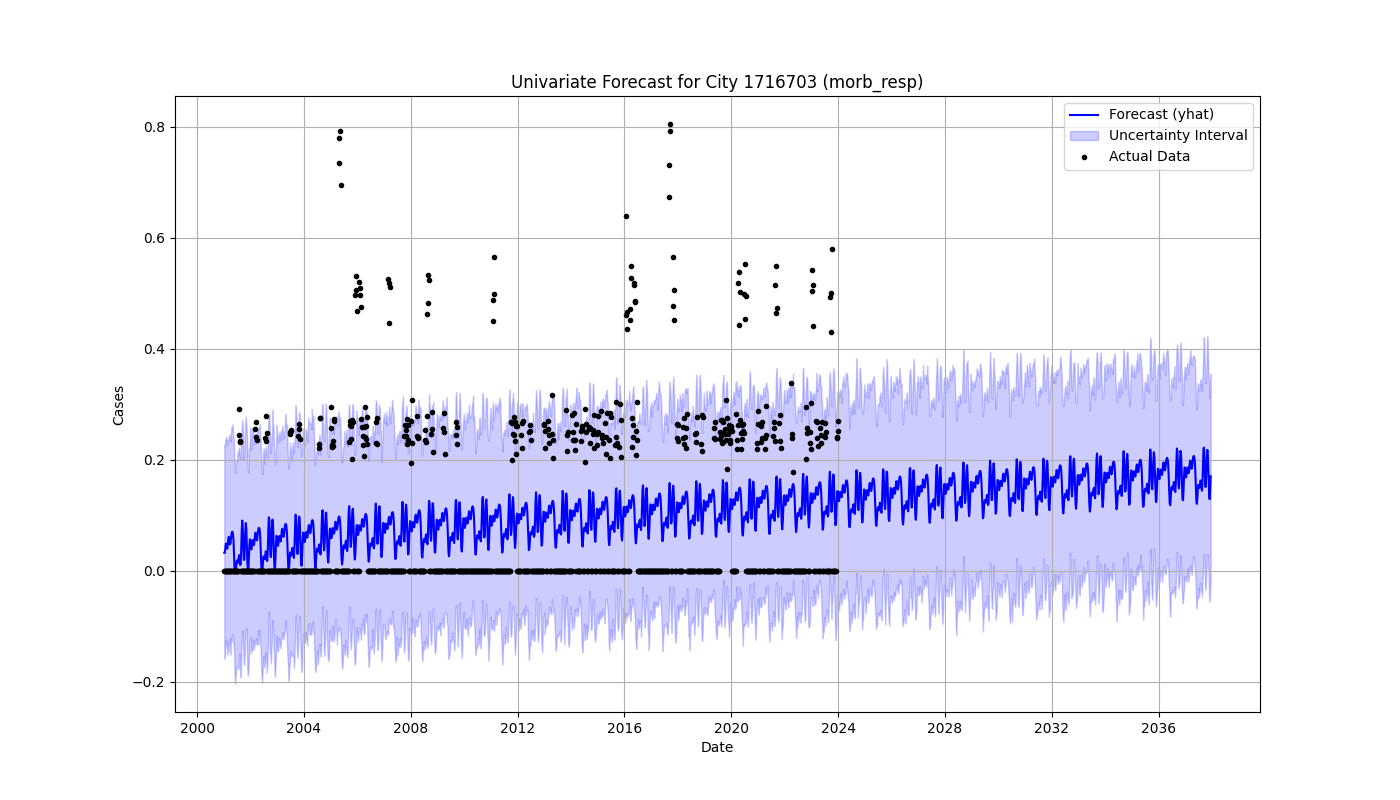 Univariate Forecast for City 1716703 (morb_resp)
Forecast (yhat)
Uncertainty Interval
Actual Data
Cases
0.8
0.6
0.4
0.2
0.0
−0.2
2000 2004 2008 2012 2016 2020 2024 2028 2032 2036
Date